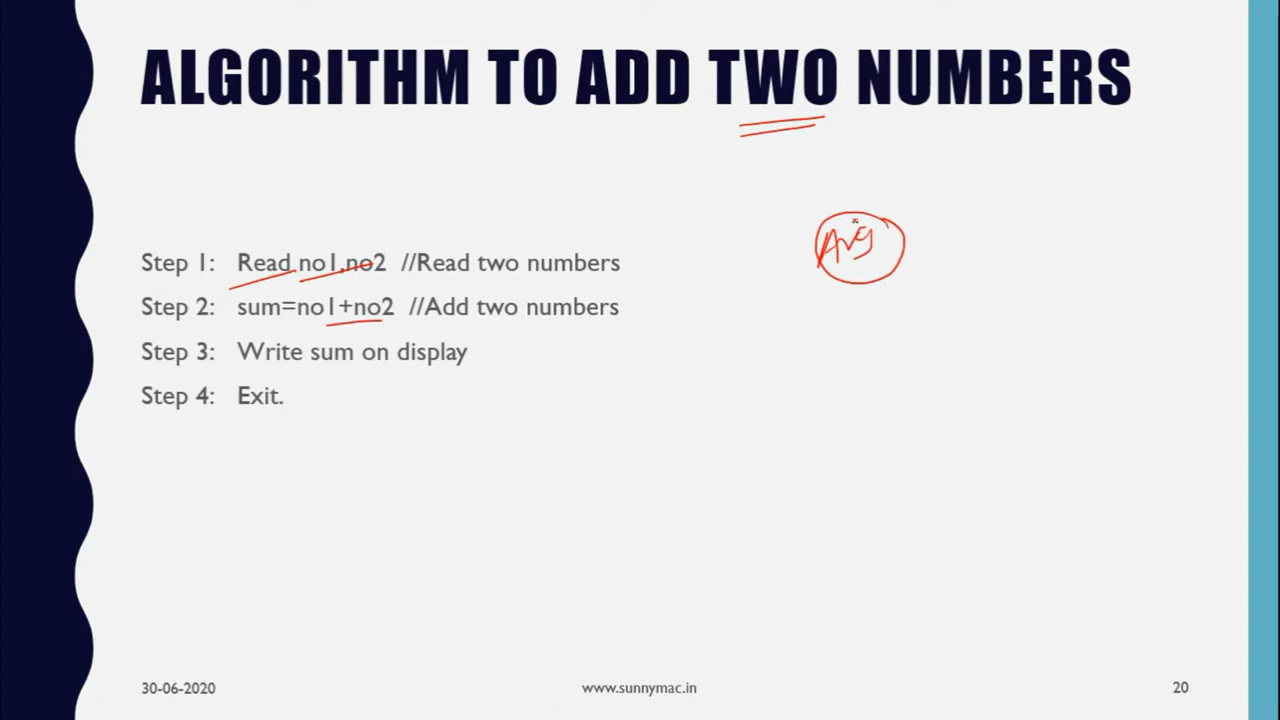 ALGORITHM TO ADD TWO NUMBERS
Avg
Step 1: Read no1,no2 //Read two numbers
Step 2: sum=no1+no2 //Add two numbers
Step 3: Write sum on display
Step 4: Exit.
30-06-2020 www.sunnymac.in 20